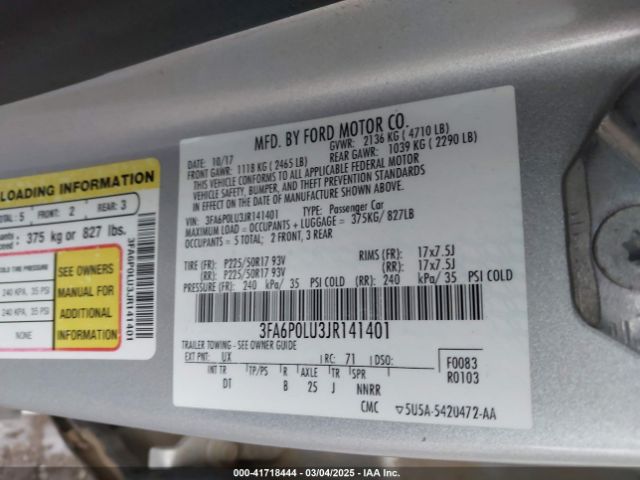 LOADING INFORMATION
TOTAL: 5 FRONT: 2 REAR: 3
375 kg or 827 lbs.
COLD TIRE PRESSURE
240 KPA, 35 PSI
240 KPA, 35 PSI
NONE
SEE OWNERS
MANUAL FOR
ADDITIONAL
INFORMATION
3FA6P0LU3JR141401
MFD. BY FORD MOTOR CO.
10/17
GVWR: 2136 KG ( 4710 LB)
FRONT GAWR: 1118 KG ( 2465 LB)
REAR GAWR: 1039 KG ( 2290 LB)
THIS VEHICLE CONFORMS TO ALL APPLICABLE FEDERAL MOTOR
VEHICLE SAFETY, BUMPER, AND THEFT PREVENTION STANDARDS
IN EFFECT ON THE DATE OF MANUFACTURE SHOWN ABOVE.
VIN: 3FA6P0LU3JR141401 TYPE: Passenger Car
MAXIMUM LOAD = OCCUPANTS + LUGGAGE = 375KG/ 827LB
OCCUPANTS = 5 TOTAL; 2 FRONT, 3 REAR
TIRE (FR): P225/50R17 93V RIMS (FR): 17x7.5J
(RR): P225/50R17 93V (RR): 17x7.5J
PRESSURE (FR): 240 kPa/ 35 PSI COLD (RR): 240 kPa/ 35 PSI COLD
3FA6P0LU3JR141401
TRAILER TOWING - SEE OWNER GUIDE
EXT PNT: UX RC: 71 DSO:
F0083
R0103
INT TR TP/PS R AXLE TR SPR
DT B 25 J NNRR
CMC ▽5U5A-5420472-AA
000-41718444 - 03/04/2025 - IAA Inc.